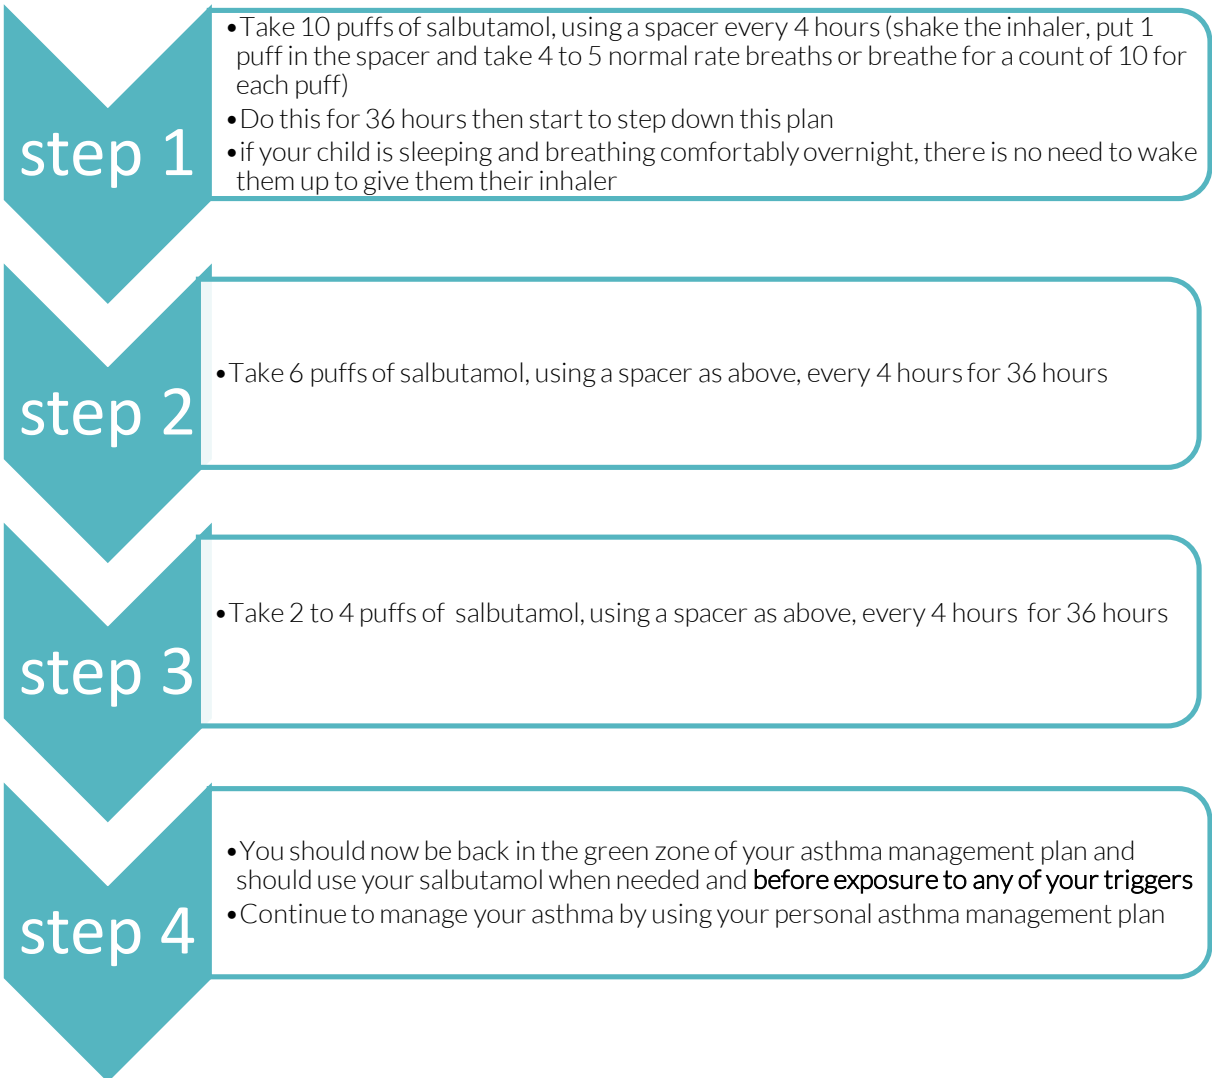 step 1
•Take 10 puffs of salbutamol, using a spacer every 4 hours (shake the inhaler, put 1
puff in the spacer and take 4 to 5 normal rate breaths or breathe for a count of 10 for
each puff)
•Do this for 36 hours then start to step down this plan
•if your child is sleeping and breathing comfortably overnight, there is no need to wake
them up to give them their inhaler
step 2
•Take 6 puffs of salbutamol, using a spacer as above, every 4 hours for 36 hours
step 3
•Take 2 to 4 puffs of salbutamol, using a spacer as above, every 4 hours for 36 hours
step 4
•You should now be back in the green zone of your asthma management plan and
should use your salbutamol when needed and before exposure to any of your triggers
•Continue to manage your asthma by using your personal asthma management plan